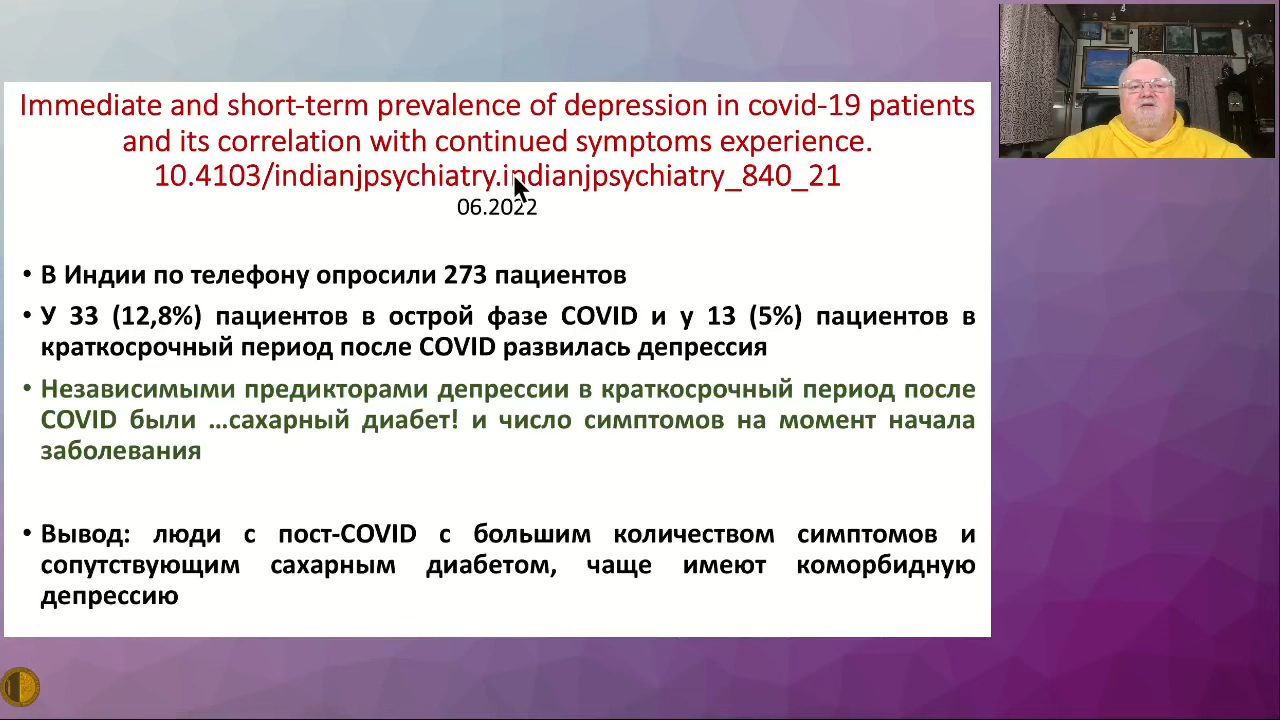 Immediate and short-term prevalence of depression in covid-19 patients
and its correlation with continued symptoms experience.
10.4103/indianjpsychiatry.indianjpsychiatry_840_21
06.2022
• В Индии по телефону опросили 273 пациентов
• У 33 (12,8%) пациентов в острой фазе COVID и у 13 (5%) пациентов в
краткосрочный период после COVID развилась депрессия
• Независимыми предикторами депрессии в краткосрочный период после
COVID были …сахарный диабет! и число симптомов на момент начала
заболевания
• Вывод: люди с пост-COVID с большим количеством симптомов и
сопутствующим сахарным диабетом, чаще имеют коморбидную
депрессию